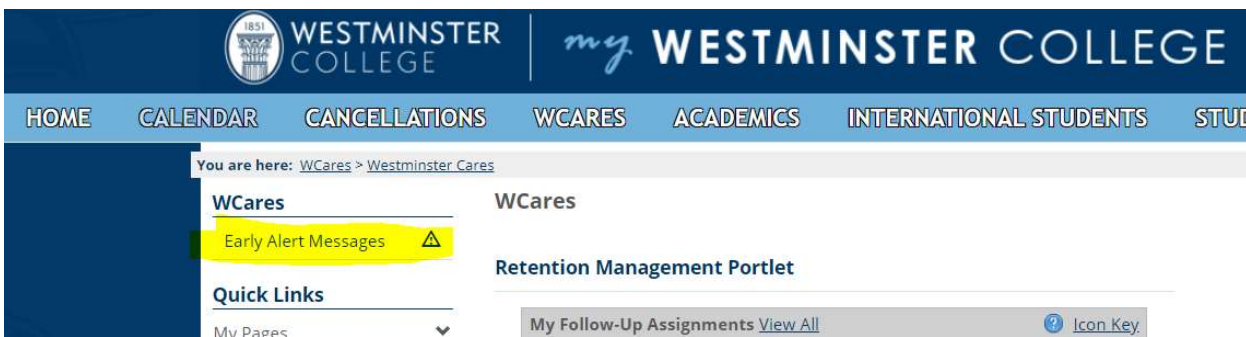 1851
WESTMINSTER
COLLEGE
my WESTMINSTER COLLEGE
HOME CALENDAR CANCELLATIONS WCARES ACADEMICS INTERNATIONAL STUDENTS STUD
You are here: WCares > Westminster Cares
WCares
Early Alert Messages
Quick Links
My Pages
WCares
Retention Management Portlet
My Follow-Up Assignments View All
? Icon Key